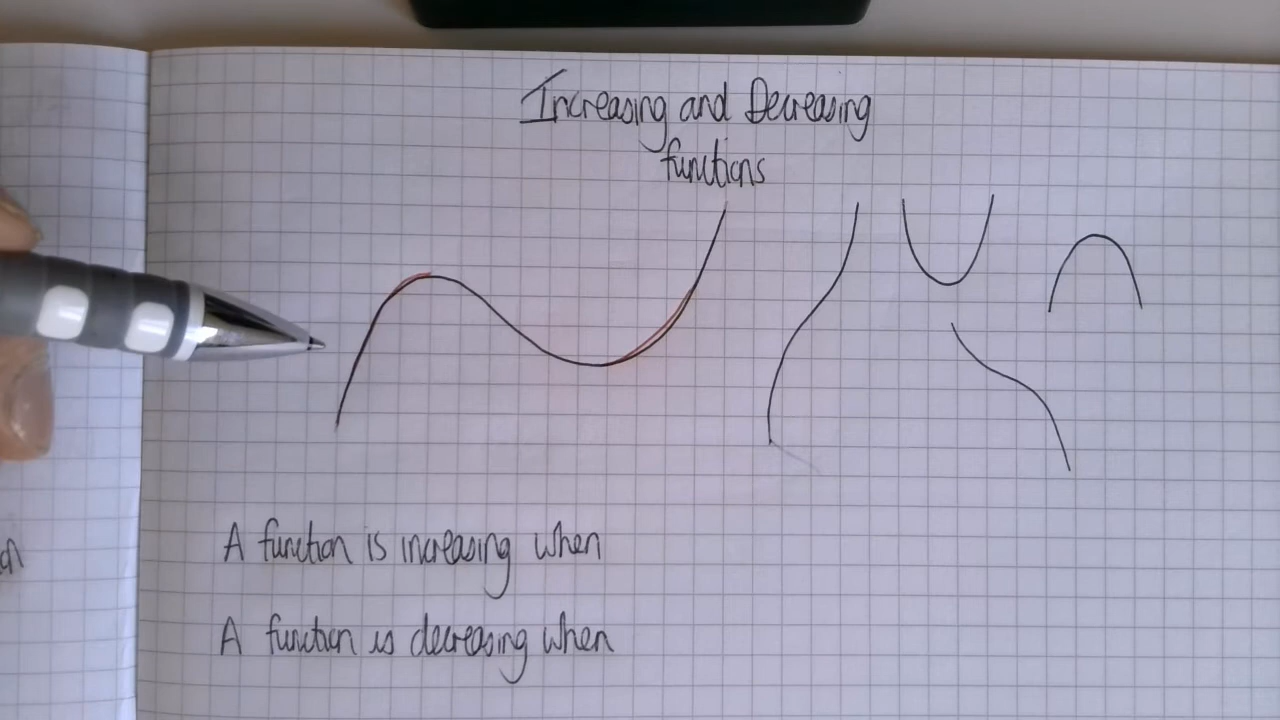 Increasing and Decreasing
functions
A function is increasing when
A function is decreasing when